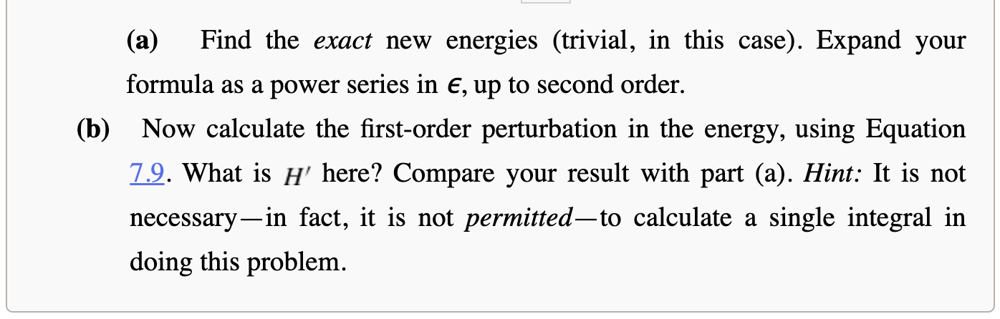 (a) Find the exact new energies (trivial, in this case). Expand your
formula as a power series in ϵ, up to second order.
(b) Now calculate the first-order perturbation in the energy, using Equation
7.9. What is H′ here? Compare your result with part (a). Hint: It is not
necessary—in fact, it is not permitted—to calculate a single integral in
doing this problem.